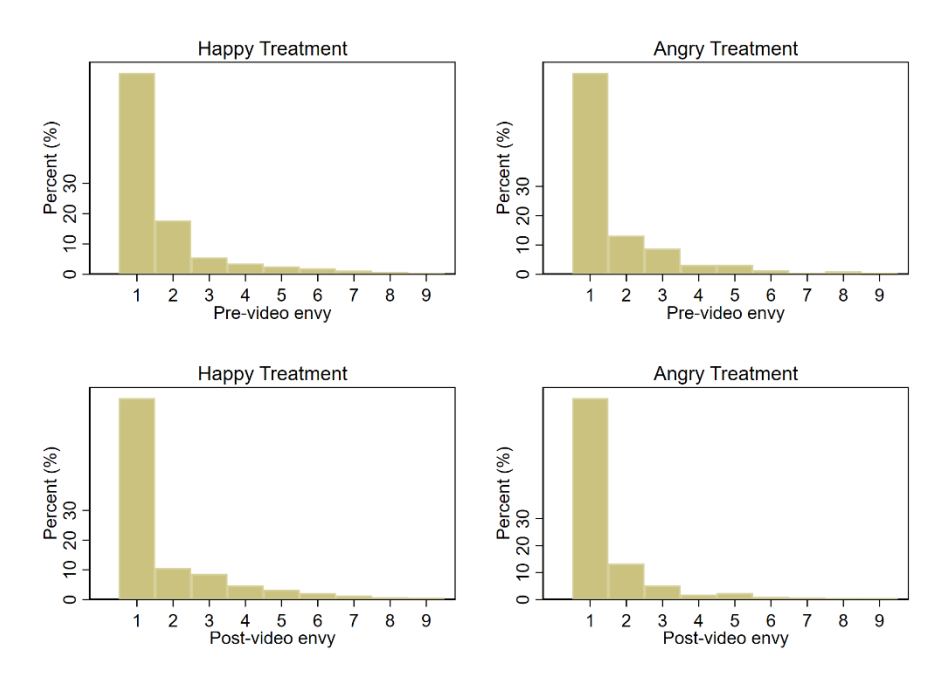 Happy Treatment
Percent (%)
0 10 20 30
1 2 3 4 5 6 7 8 9
Pre-video envy
Angry Treatment
Percent (%)
0 10 20 30
1 2 3 4 5 6 7 8 9
Pre-video envy
Happy Treatment
Percent (%)
0 10 20 30
1 2 3 4 5 6 7 8 9
Post-video envy
Angry Treatment
Percent (%)
0 10 20 30
1 2 3 4 5 6 7 8 9
Post-video envy